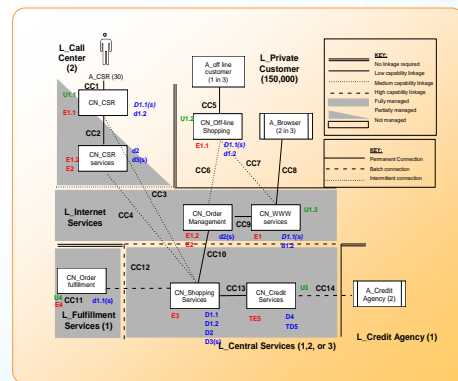 L_Call
Center
(2)
A_CSR (30)
CC1
U1.1
CN_CSR
D1.1(s)
d1.2
E1.1
CC2
CN_CSR
services
E1.2
E2
d2
d3(s)
CC3
CC4
A_off line
customer
(1 in 3)
L_Private
Customer
(150,000)
CC5
U1.2
CN_Off-line
Shopping
E1.1
D1.1(s)
d1.2
A_Browser
(2 in 3)
CC6
CC7
CC8
KEY:
No linkage required
Low capability linkage
Medium capability linkage
High capability linkage
Fully managed
Partially managed
Not managed
KEY:
Permanent Connection
Batch connection
Intermittent connection
L_Internet
Services
CN_Order
Management
CC9
CN_WWW
services
U1.3
E1.2
E2
d2(s)
E1
D1.1(s)
d1.2
CC10
CC12
CN_Order
fulfillment
U4
E4
CC11
d1.1(s)
L_Fulfillment
Services (1)
CN_Shopping
Services
CC13
CN_Credit
Services
U3
CC14
A_Credit
Agency (2)
E3
D1.1
D1.2
D2
D3(s)
TE5
D4
TD5
L_Central Services (1,2, or 3)
L_Credit Agency (1)